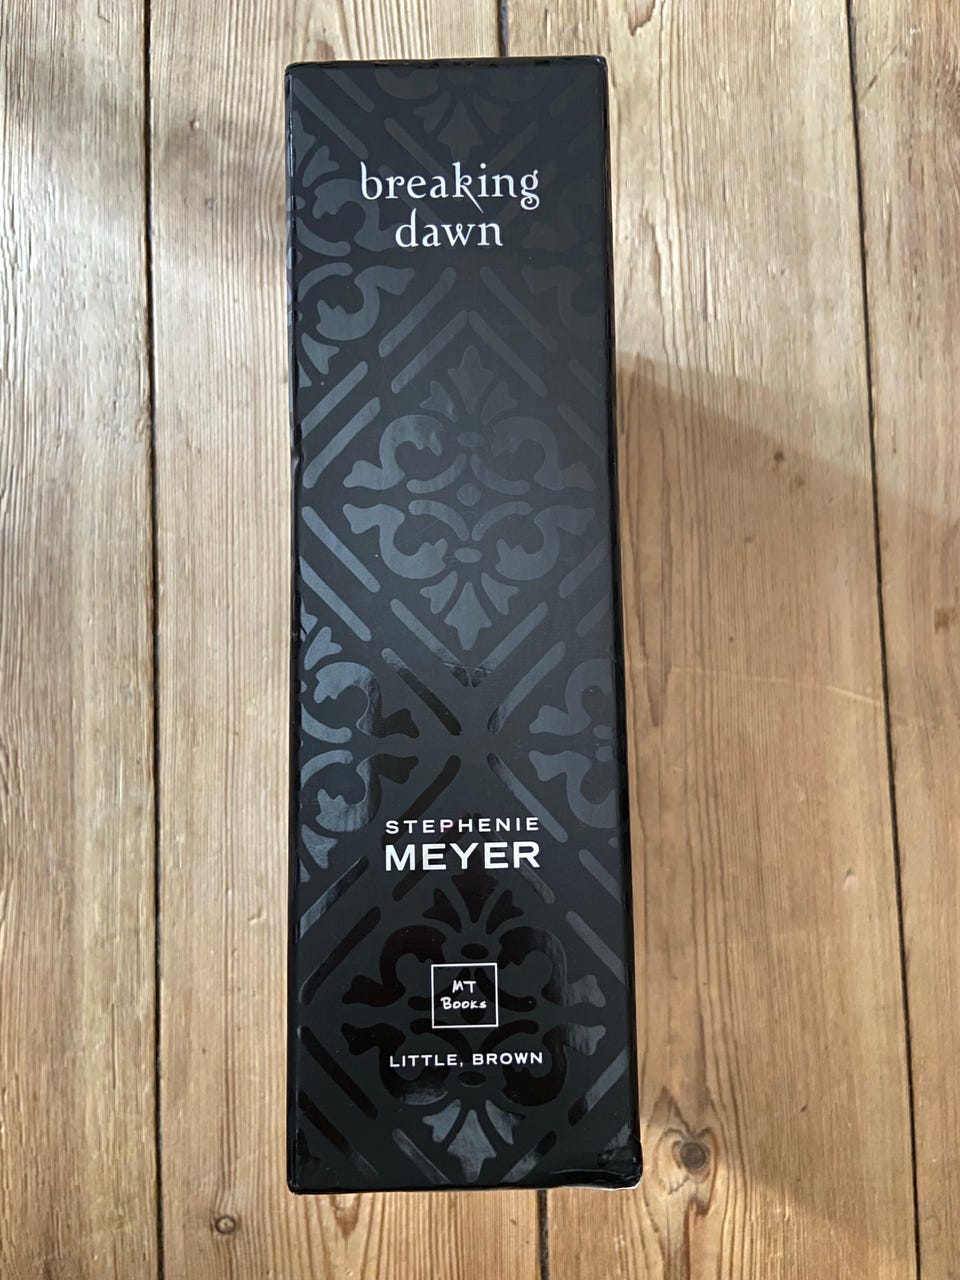 breaking
dawn
STEPHENIE
MEYER
MT
Books
LITTLE, BROWN